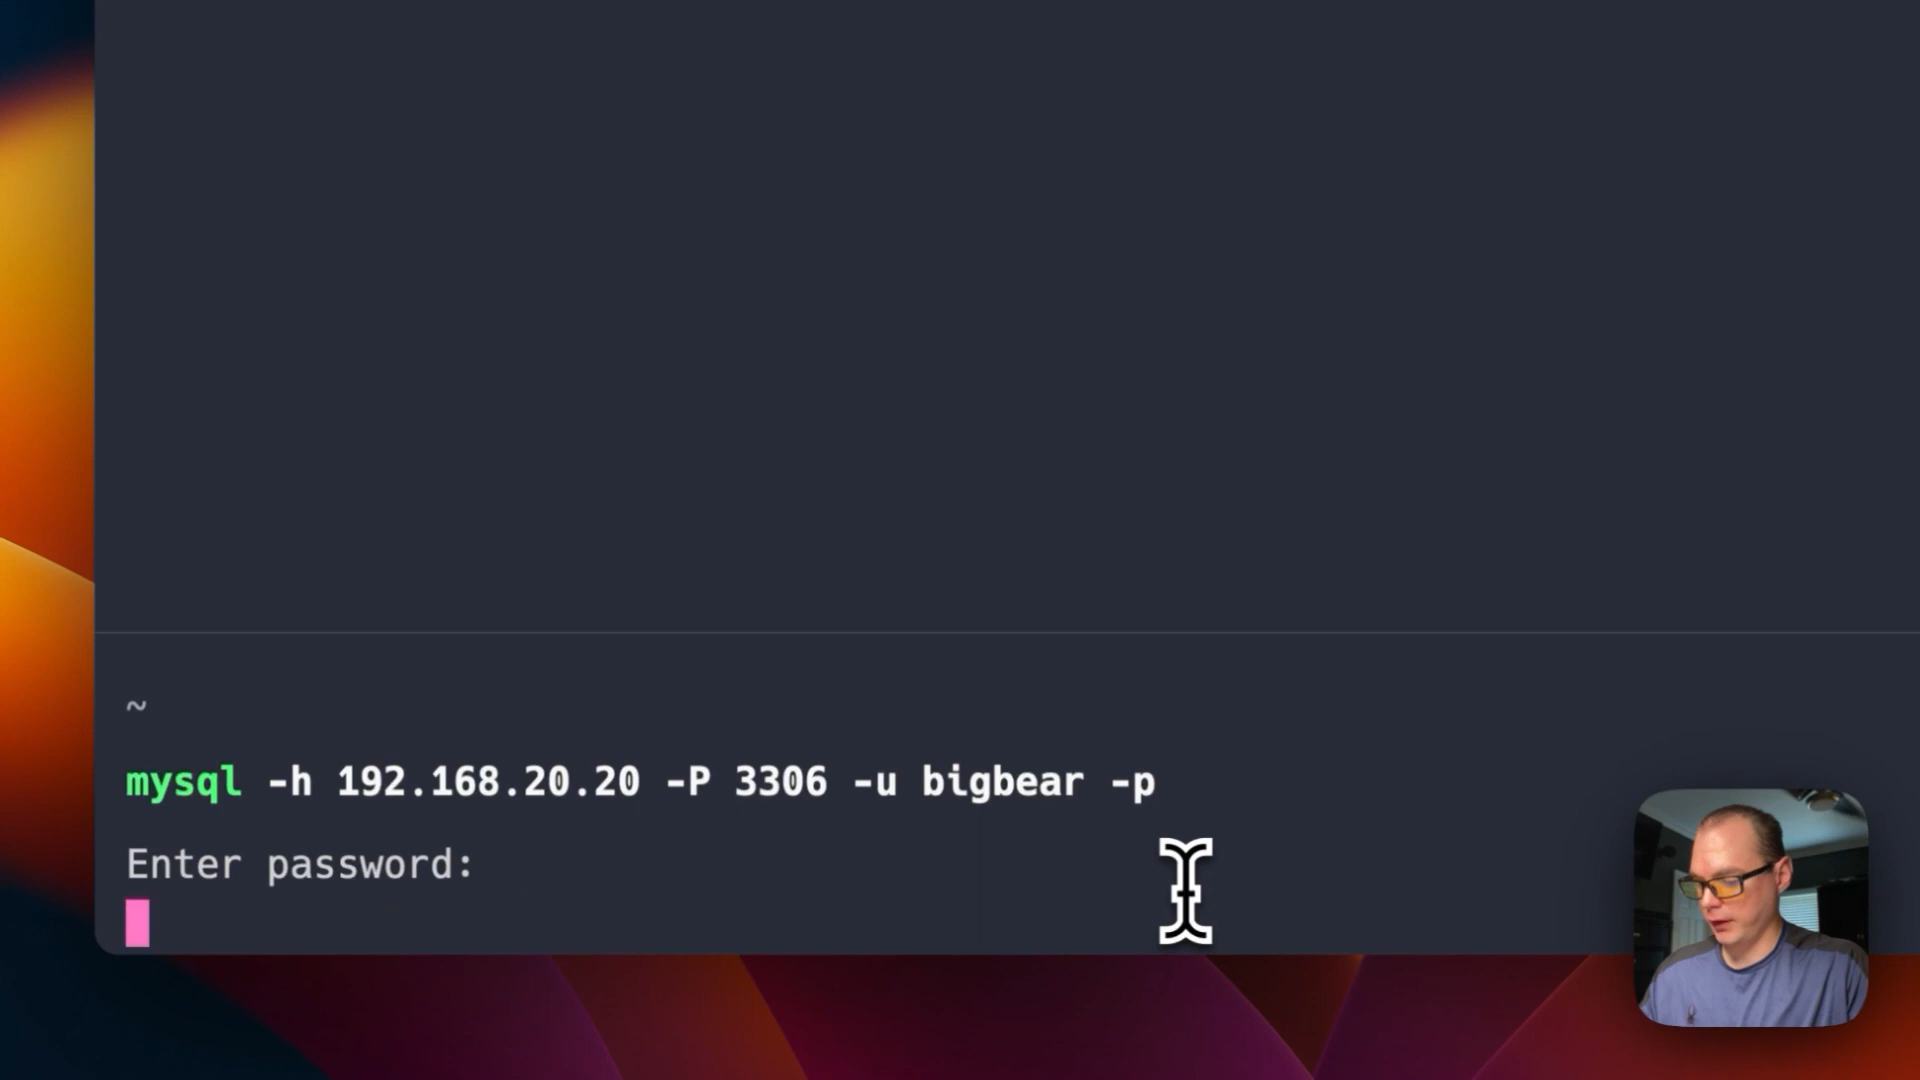 ~
mysql -h 192.168.20.20 -P 3306 -u bigbear -p
Enter password: